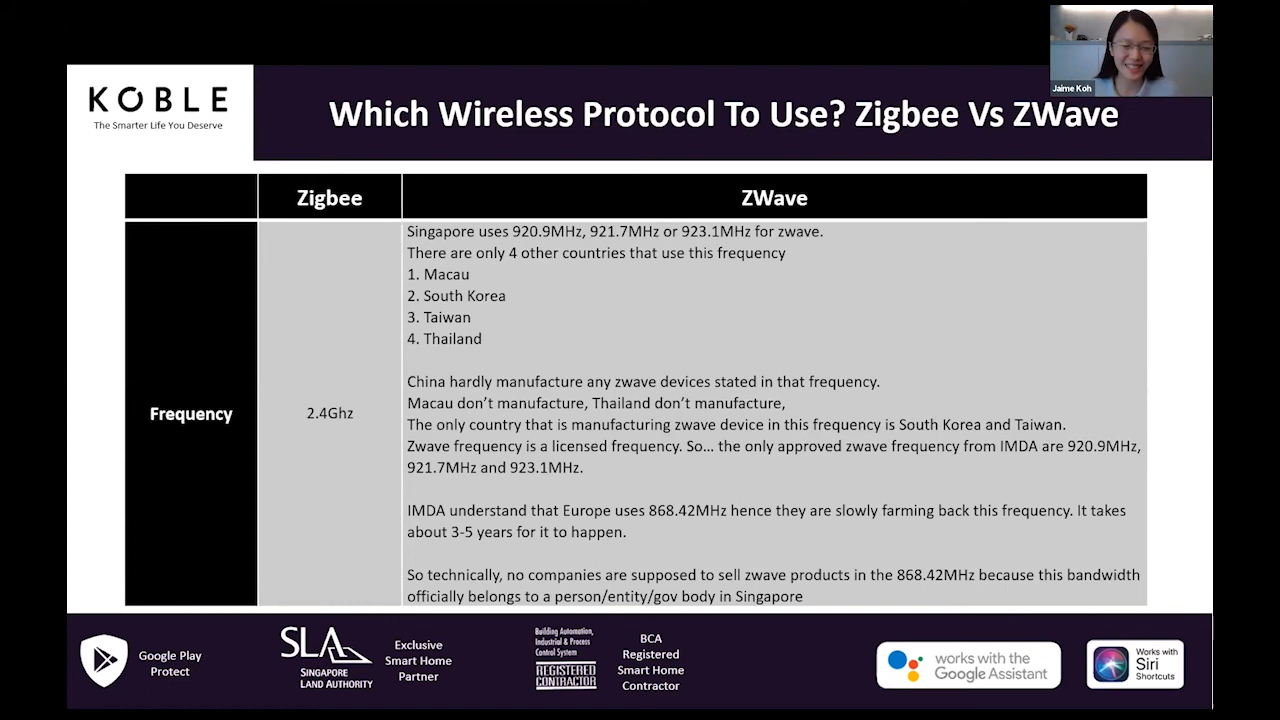 Jaime Koh
KOBLE
The Smarter Life You Deserve
Which Wireless Protocol To Use? Zigbee Vs ZWave
Zigbee
ZWave
Frequency
2.4Ghz
Singapore uses 920.9MHz, 921.7MHz or 923.1MHz for zwave.
There are only 4 other countries that use this frequency
1. Macau
2. South Korea
3. Taiwan
4. Thailand
China hardly manufacture any zwave devices stated in that frequency.
Macau don't manufacture, Thailand don't manufacture,
The only country that is manufacturing zwave device in this frequency is South Korea and Taiwan.
Zwave frequency is a licensed frequency. So... the only approved zwave frequency from IMDA are 920.9MHz,
921.7MHz and 923.1MHz.
IMDA understand that Europe uses 868.42MHz hence they are slowly farming back this frequency. It takes
about 3-5 years for it to happen.
So technically, no companies are supposed to sell zwave products in the 868.42MHz because this bandwidth
officially belongs to a person/entity/gov body in Singapore
Google Play
Protect
SLA
SINGAPORE
LAND AUTHORITY
Exclusive
Smart Home
Partner
Building Automation,
Industrial & Process
Control System
REGISTERED
CONTRACTOR
BCA
Registered
Smart Home
Contractor
works with the
Google Assistant
Works with
Siri
Shortcuts